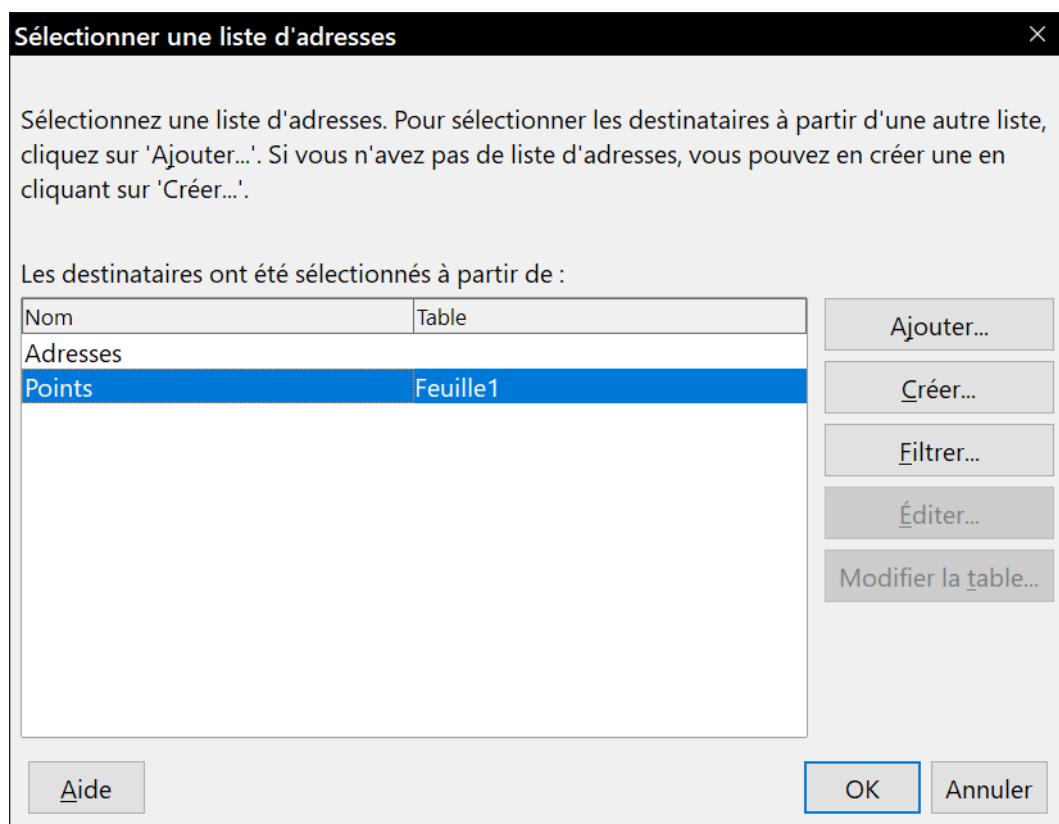 Sélectionner une liste d'adresses
Sélectionnez une liste d'adresses. Pour sélectionner les destinataires à partir d'une autre liste,
cliquez sur 'Ajouter...'. Si vous n'avez pas de liste d'adresses, vous pouvez en créer une en
cliquant sur 'Créer...'.
Les destinataires ont été sélectionnés à partir de :
Nom Table
Adresses
Points Feuille1
Ajouter...
Créer...
Filtrer...
Éditer...
Modifier la table...
Aide
OK
Annuler